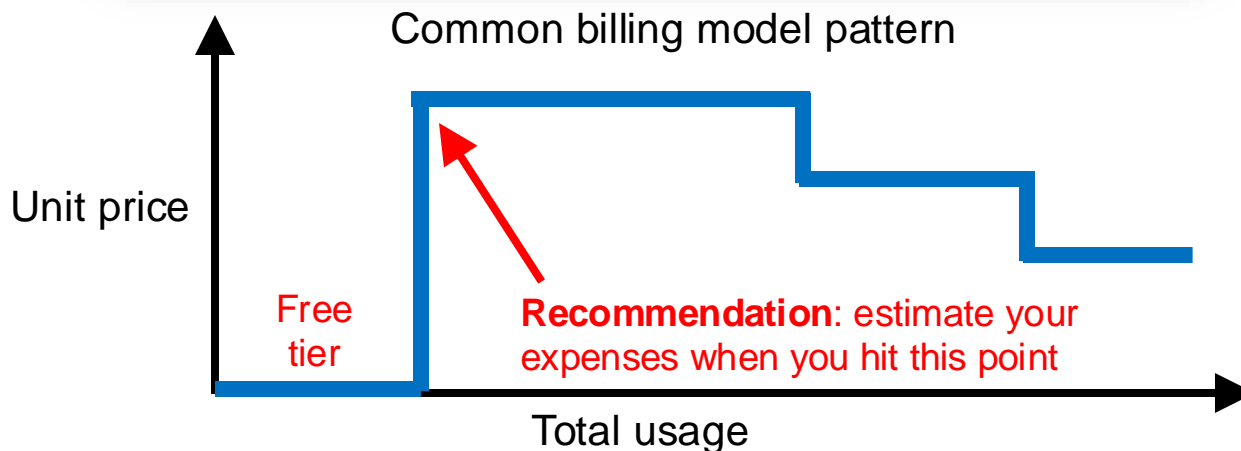 Common billing model pattern
Unit price
Free
tier
Recommendation: estimate your
expenses when you hit this point
Total usage